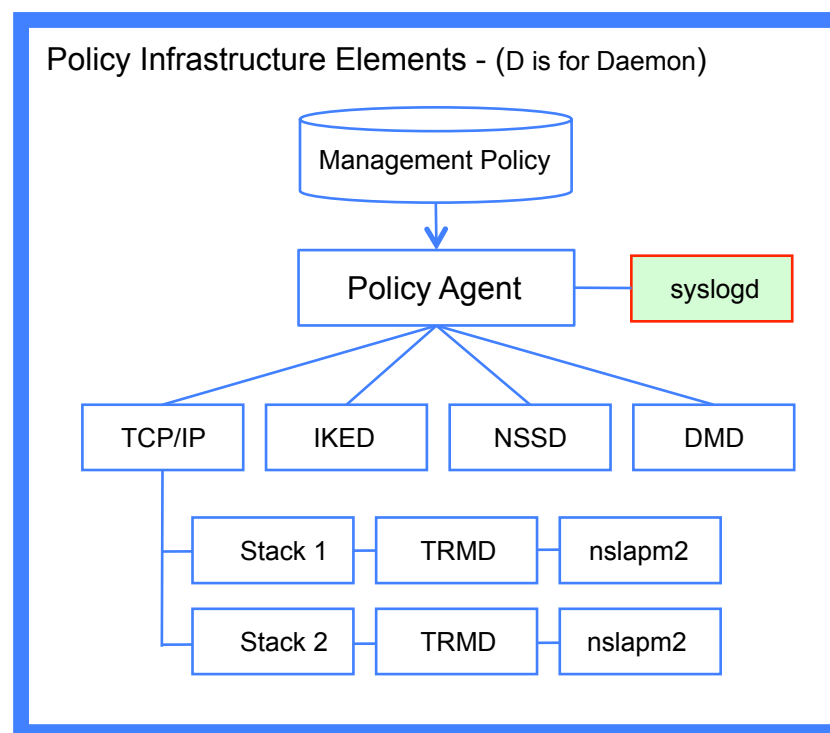 Policy Infrastructure Elements - (D is for Daemon)
Management Policy
Policy Agent
syslogd
TCP/IP
IKED
NSSD
DMD
Stack 1
TRMD
nslapm2
Stack 2
TRMD
nslapm2